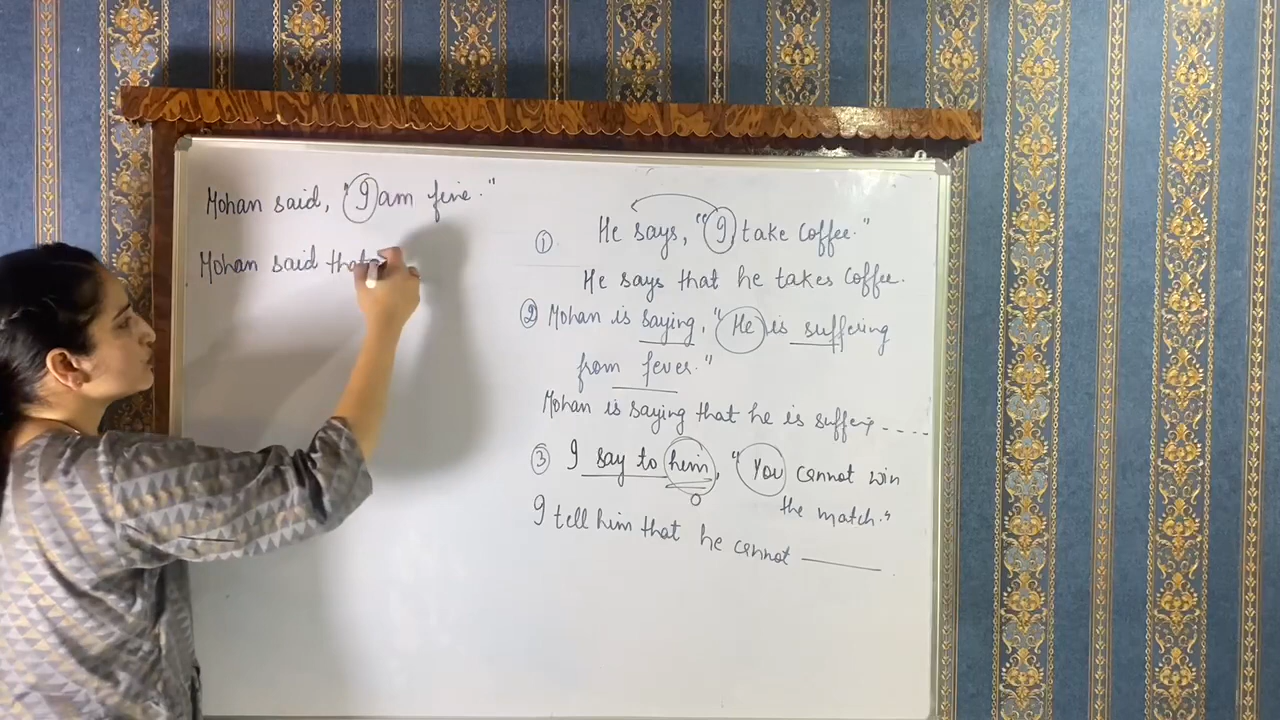 Mohan said, "I am fine."
Mohan said that
① He says, "I take coffee."
He says that he takes coffee.
② Mohan is saying, "He is suffering
from fever."
Mohan is saying that he is suffering ----
③ I say to him, "You cannot win
the match."
I tell him that he cannot ____